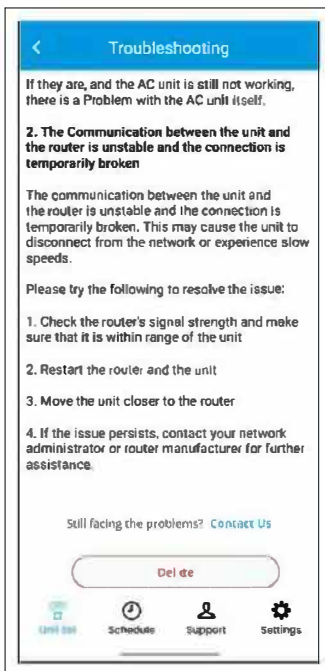 Troubleshooting
If they are, and the AC unit is still not working,
there is a Problem with the AC unit itself.
2. The Communication between the unit and
the router is unstable and the connection is
temporarily broken
The communication between the unit and
the router is unstable and the connection is
temporarily broken. This may cause the unit to
disconnect from the network or experience slow
speeds.
Please try the following to resolve the issue:
1. Check the router's signal strength and make
sure that it is within range of the unit
2. Restart the router and the unit
3. Move the unit closer to the router
4. If the issue persists, contact your network
administrator or router manufacturer for further
assistance.
Still facing the problems? Contact Us
Delete
Schedule Support Settings